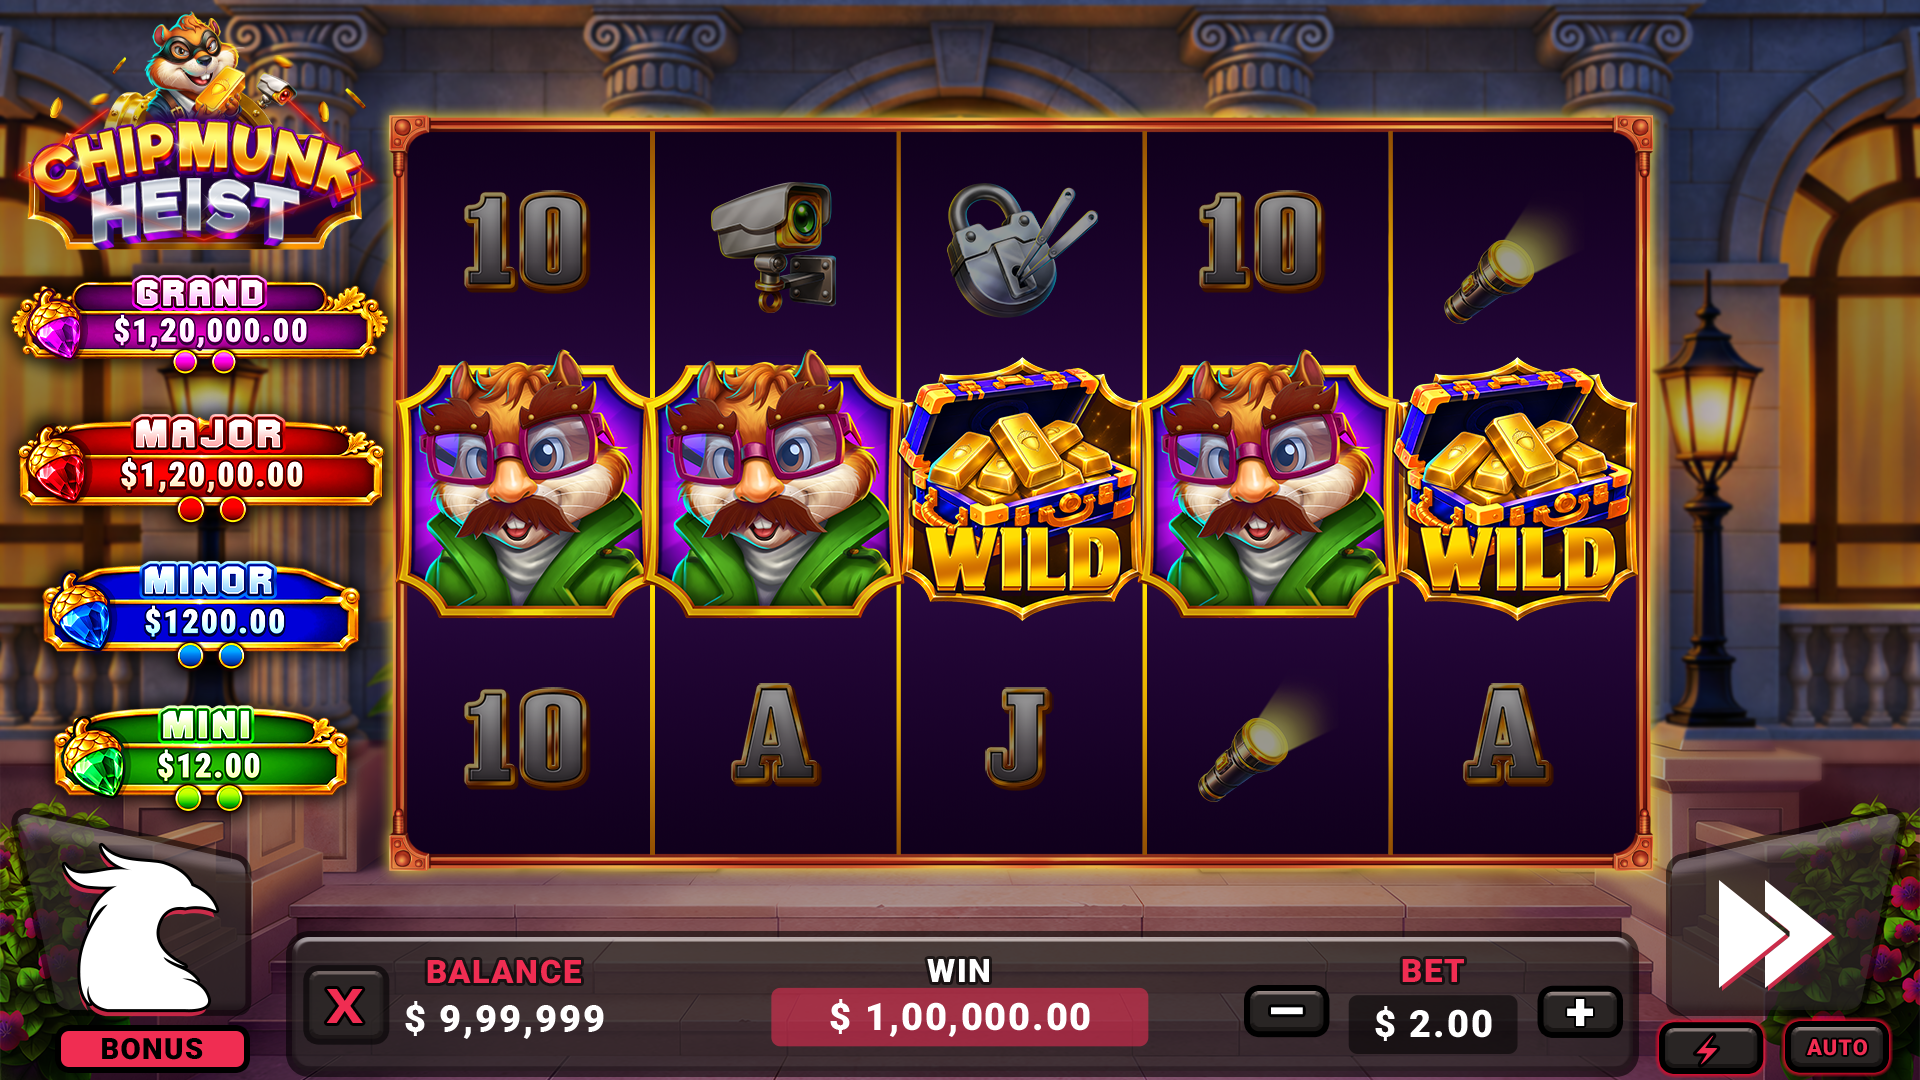 CHIPMUNK
HEIST
GRAND
$1,20,000.00
MAJOR
$1,20,00.00
MINOR
$1200.00
MINI
$12.00
10
10
WILD
WILD
10
A
J
A
BONUS
X
BALANCE
$ 9,99,999
WIN
$ 1,00,000.00
BET
− $ 2.00 +
AUTO